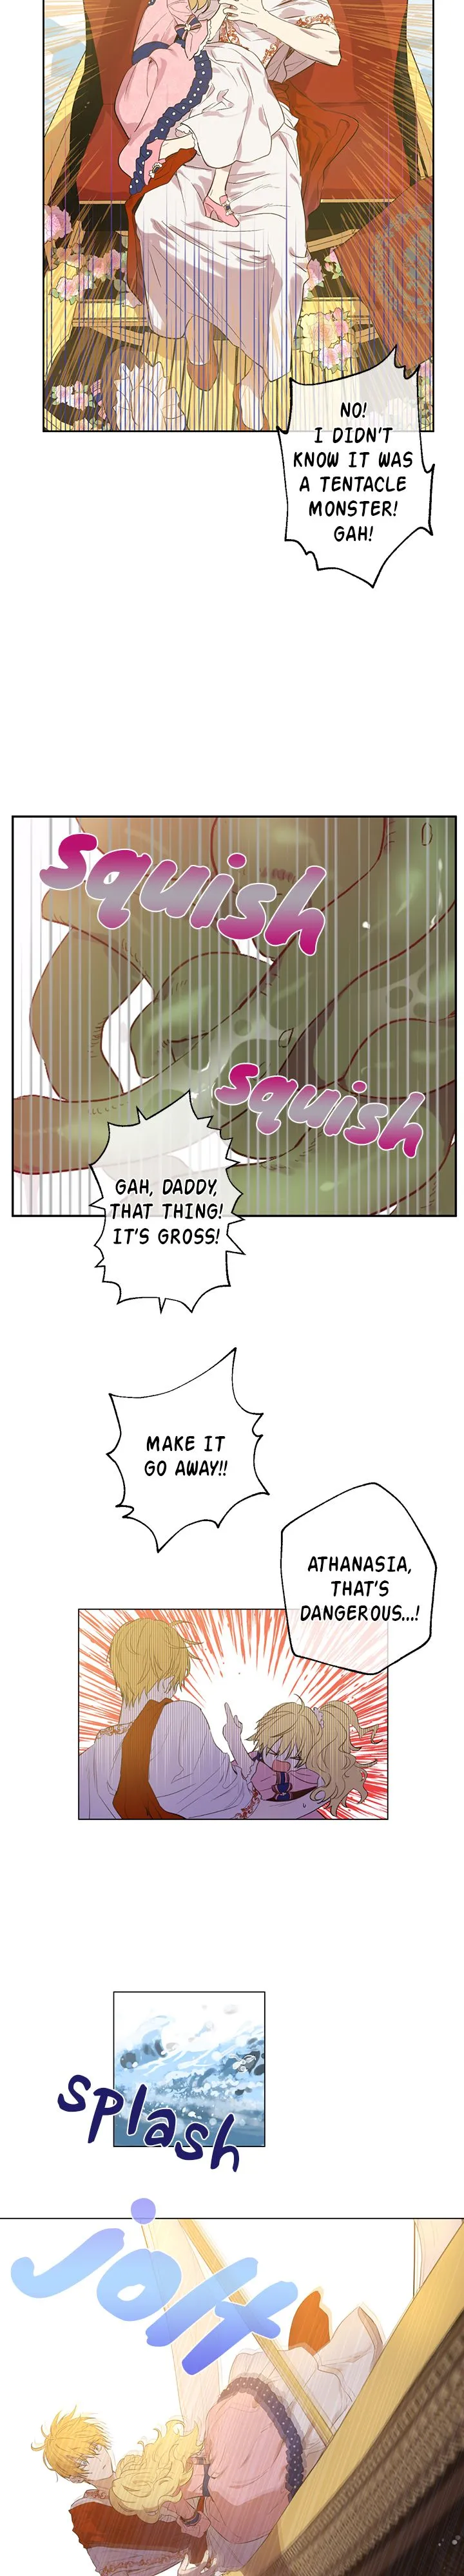 NO!
I DIDN'T
KNOW IT WAS
A TENTACLE
MONSTER!
GAH!
squish
squish
GAH, DADDY,
THAT THING!
IT'S GROSS!
MAKE IT
GO AWAY!!
ATHANASIA,
THAT'S
DANGEROUS...!
splash
jolt